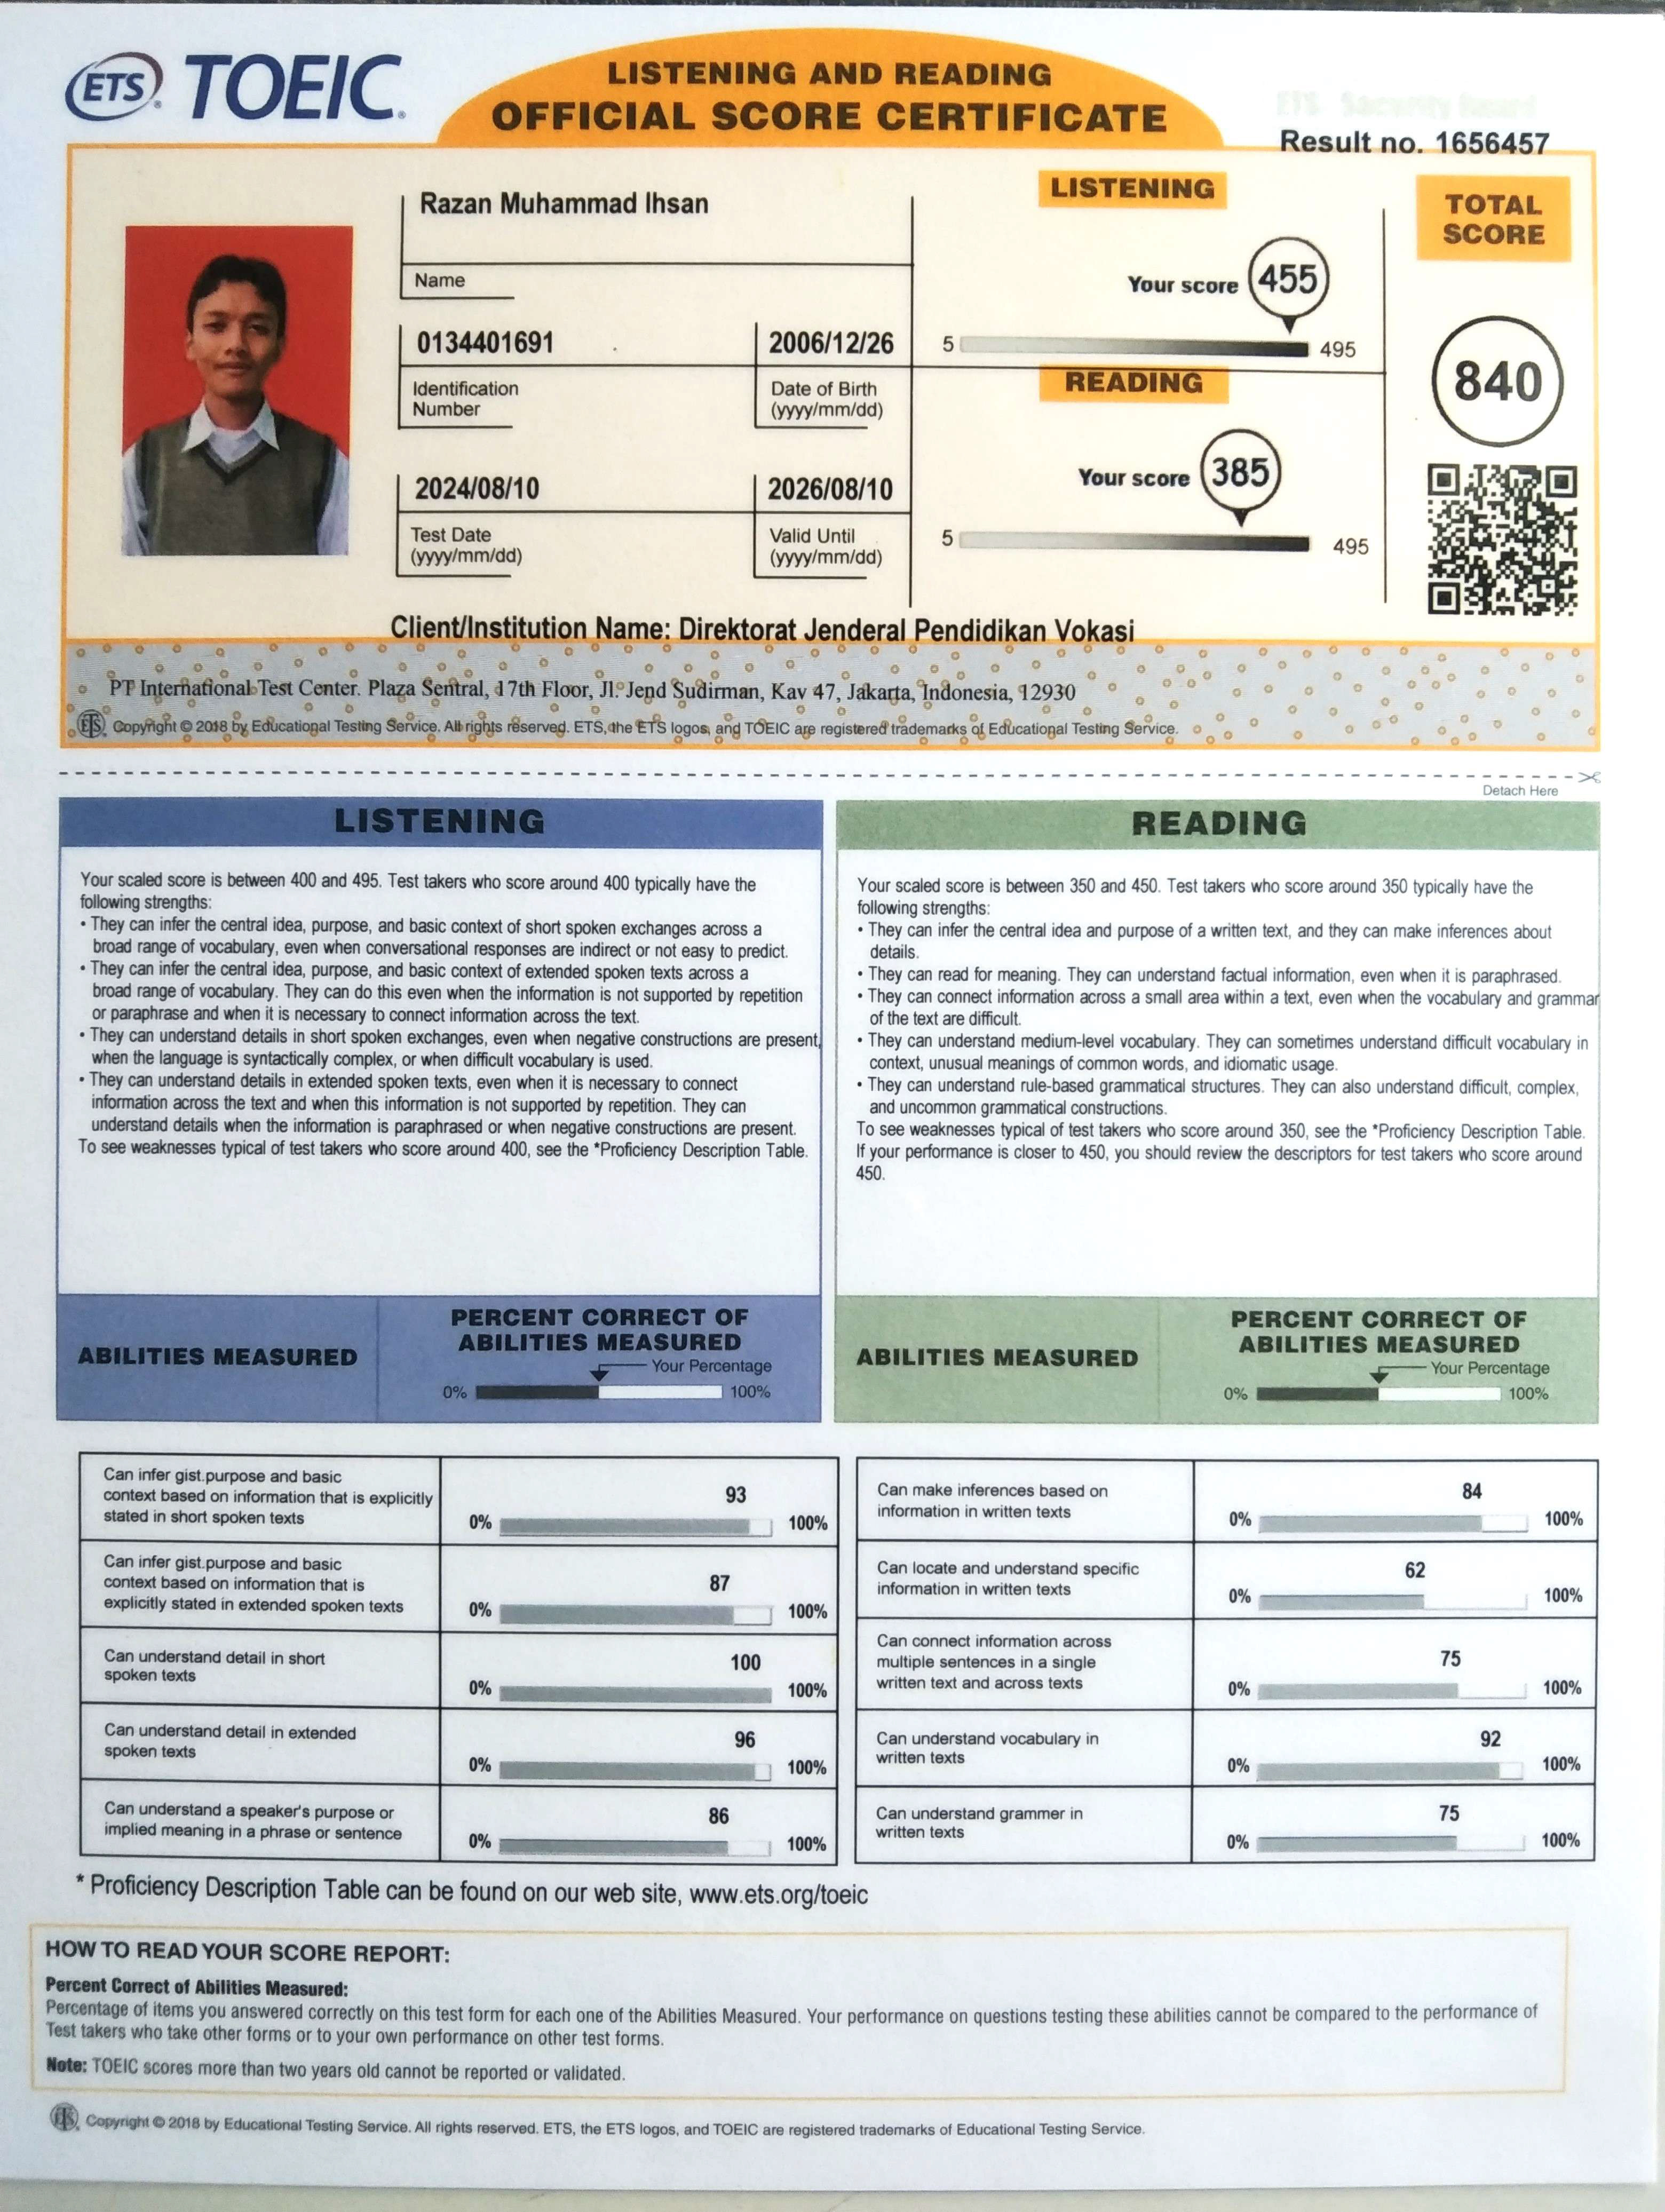 ETS® TOEIC®
LISTENING AND READING
OFFICIAL SCORE CERTIFICATE
ETS Security
Result no. 1656457
Razan Muhammad Ihsan
Name
0134401691
Identification
Number
2006/12/26
Date of Birth
(yyyy/mm/dd)
2024/08/10
Test Date
(yyyy/mm/dd)
2026/08/10
Valid Until
(yyyy/mm/dd)
LISTENING
Your score 455
5 495
READING
Your score 385
5 495
TOTAL
SCORE
840
Client/Institution Name: Direktorat Jenderal Pendidikan Vokasi
PT International Test Center. Plaza Sentral, 17th Floor, Jl. Jend Sudirman, Kav 47, Jakarta, Indonesia, 12930
Copyright © 2018 by Educational Testing Service. All rights reserved. ETS, the ETS logos, and TOEIC are registered trademarks of Educational Testing Service.
Detach Here
LISTENING
Your scaled score is between 400 and 495. Test takers who score around 400 typically have the
following strengths:
• They can infer the central idea, purpose, and basic context of short spoken exchanges across a
broad range of vocabulary, even when conversational responses are indirect or not easy to predict.
• They can infer the central idea, purpose, and basic context of extended spoken texts across a
broad range of vocabulary. They can do this even when the information is not supported by repetition
or paraphrase and when it is necessary to connect information across the text.
• They can understand details in short spoken exchanges, even when negative constructions are present,
when the language is syntactically complex, or when difficult vocabulary is used.
• They can understand details in extended spoken texts, even when it is necessary to connect
information across the text and when this information is not supported by repetition. They can
understand details when the information is paraphrased or when negative constructions are present.
To see weaknesses typical of test takers who score around 400, see the *Proficiency Description Table.
ABILITIES MEASURED
PERCENT CORRECT OF
ABILITIES MEASURED
Your Percentage
0% 100%
READING
Your scaled score is between 350 and 450. Test takers who score around 350 typically have the
following strengths:
• They can infer the central idea and purpose of a written text, and they can make inferences about
details.
• They can read for meaning. They can understand factual information, even when it is paraphrased.
• They can connect information across a small area within a text, even when the vocabulary and grammar
of the text are difficult.
• They can understand medium-level vocabulary. They can sometimes understand difficult vocabulary in
context, unusual meanings of common words, and idiomatic usage.
• They can understand rule-based grammatical structures. They can also understand difficult, complex,
and uncommon grammatical constructions.
To see weaknesses typical of test takers who score around 350, see the *Proficiency Description Table.
If your performance is closer to 450, you should review the descriptors for test takers who score around
450.
ABILITIES MEASURED
PERCENT CORRECT OF
ABILITIES MEASURED
Your Percentage
0% 100%
Can infer gist.purpose and basic
context based on information that is explicitly
stated in short spoken texts
93
0% 100%
Can infer gist.purpose and basic
context based on information that is
explicitly stated in extended spoken texts
87
0% 100%
Can understand detail in short
spoken texts
100
0% 100%
Can understand detail in extended
spoken texts
96
0% 100%
Can understand a speaker's purpose or
implied meaning in a phrase or sentence
86
0% 100%
Can make inferences based on
information in written texts
84
0% 100%
Can locate and understand specific
information in written texts
62
0% 100%
Can connect information across
multiple sentences in a single
written text and across texts
75
0% 100%
Can understand vocabulary in
written texts
92
0% 100%
Can understand grammer in
written texts
75
0% 100%
* Proficiency Description Table can be found on our web site, www.ets.org/toeic
HOW TO READ YOUR SCORE REPORT:
Percent Correct of Abilities Measured:
Percentage of items you answered correctly on this test form for each one of the Abilities Measured. Your performance on questions testing these abilities cannot be compared to the performance of
Test takers who take other forms or to your own performance on other test forms.
Note: TOEIC scores more than two years old cannot be reported or validated.
Copyright © 2018 by Educational Testing Service. All rights reserved. ETS, the ETS logos, and TOEIC are registered trademarks of Educational Testing Service.